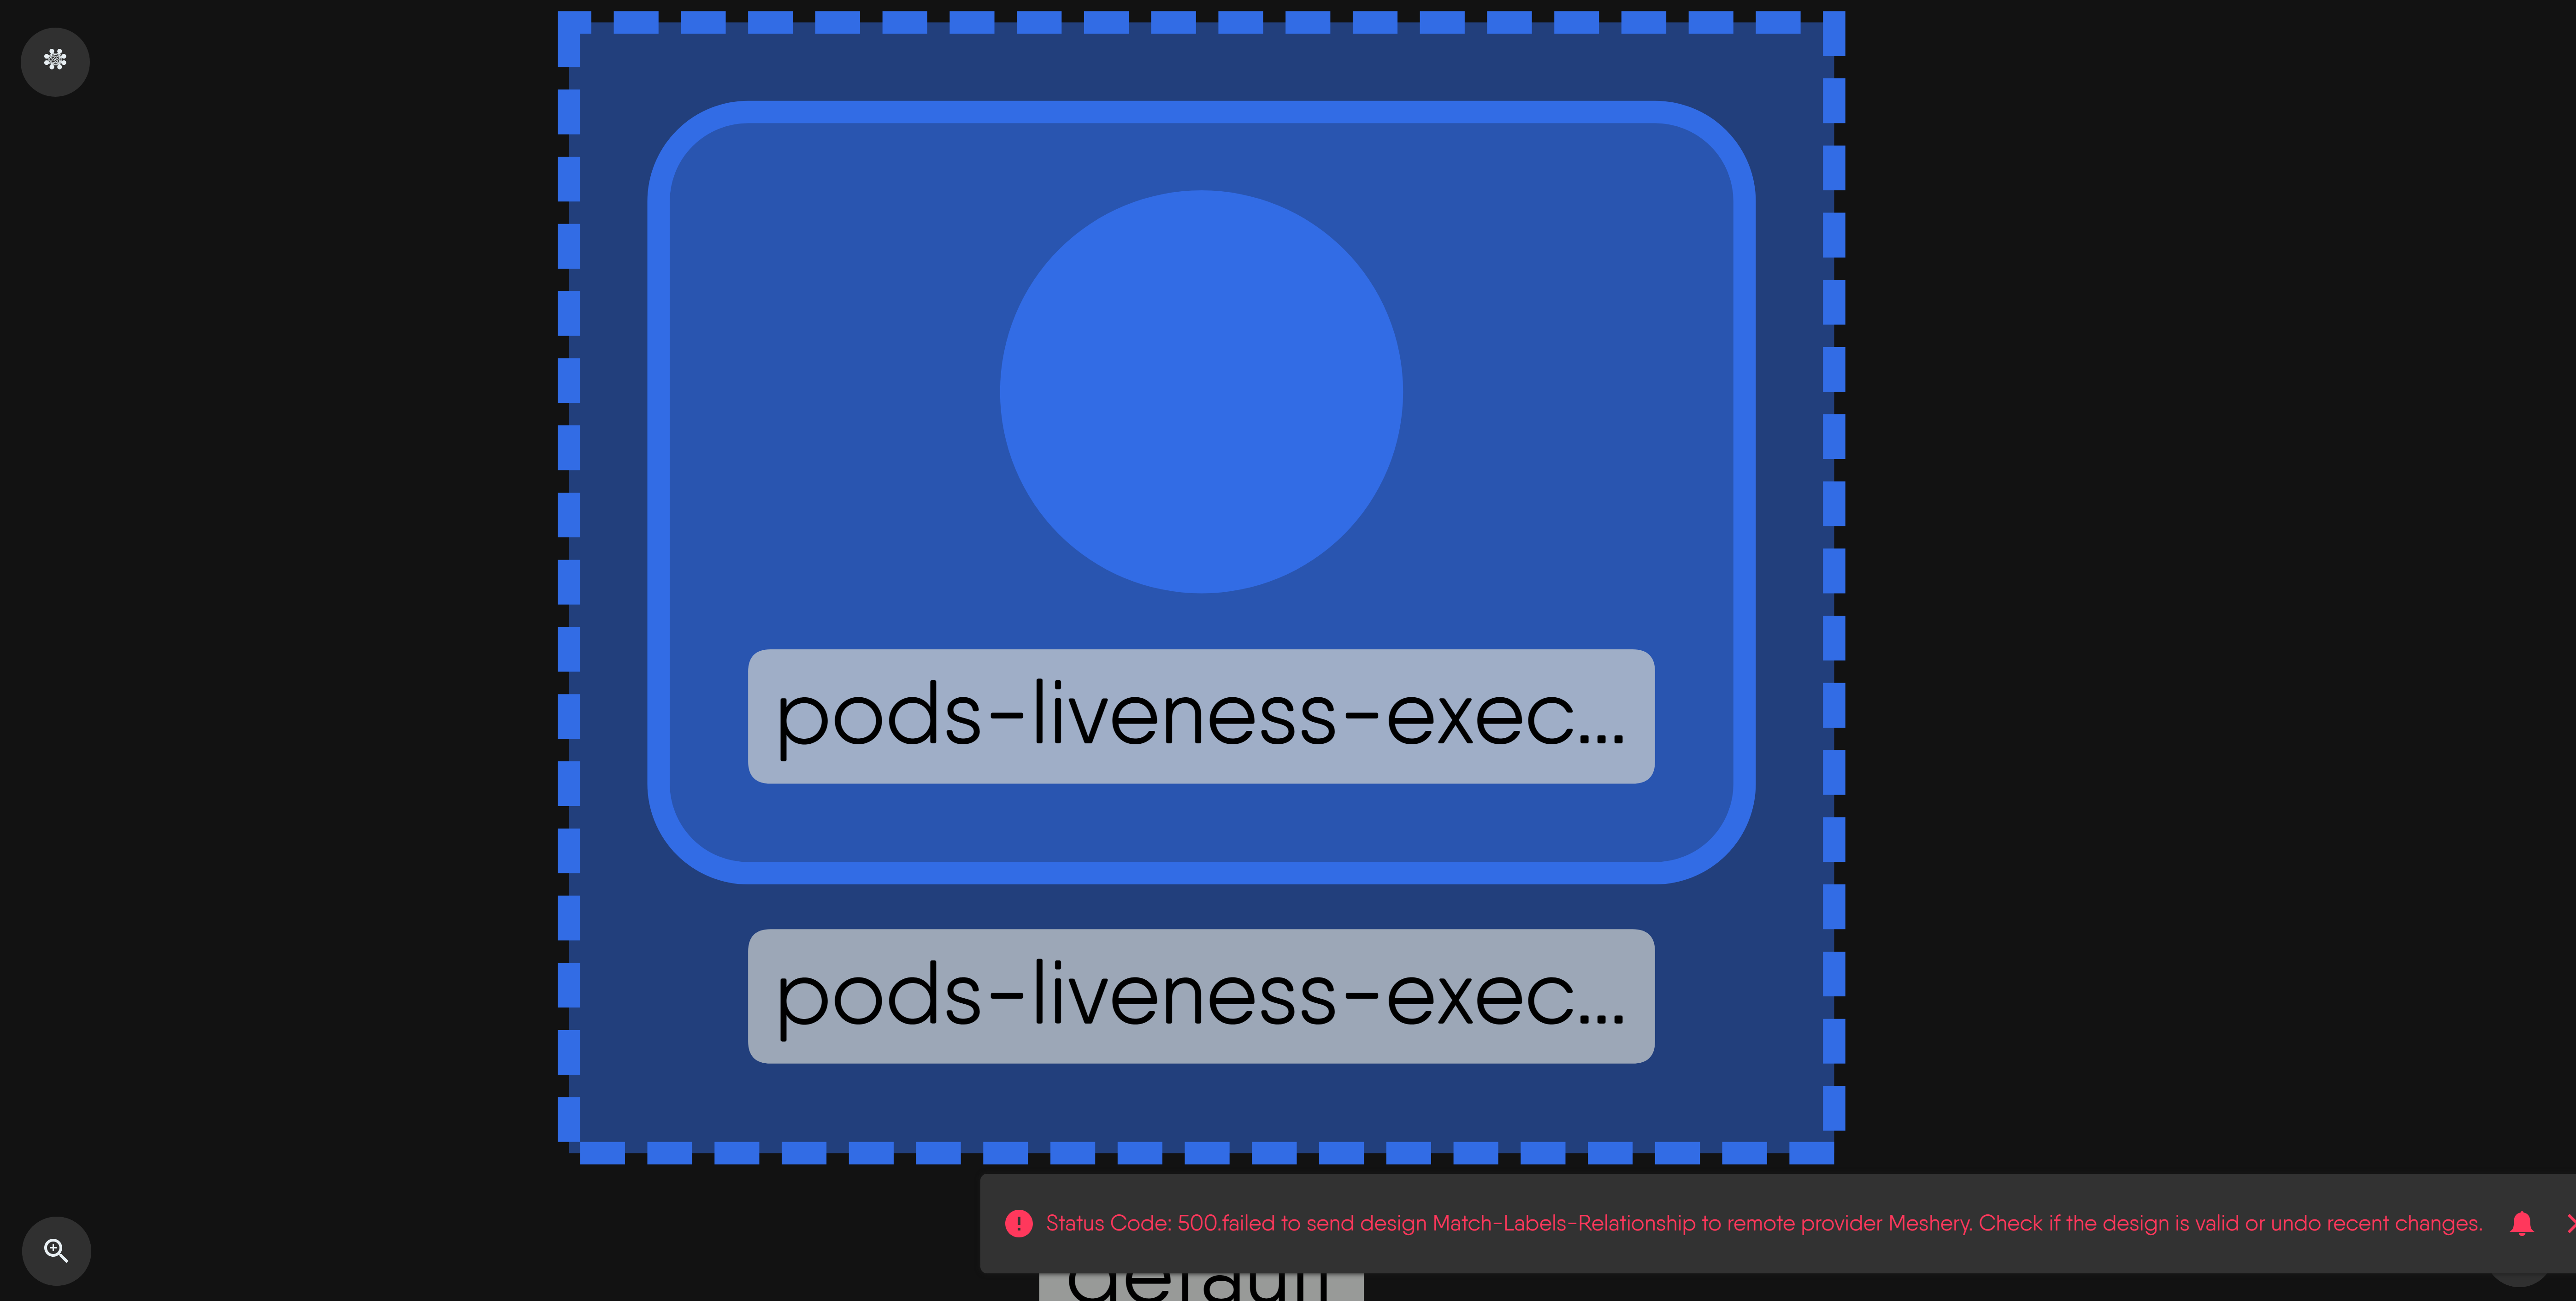 pods-liveness-exec...
pods-liveness-exec...
Status Code: 500.failed to send design Match-Labels-Relationship to remote provider Meshery. Check if the design is valid or undo recent changes.
default